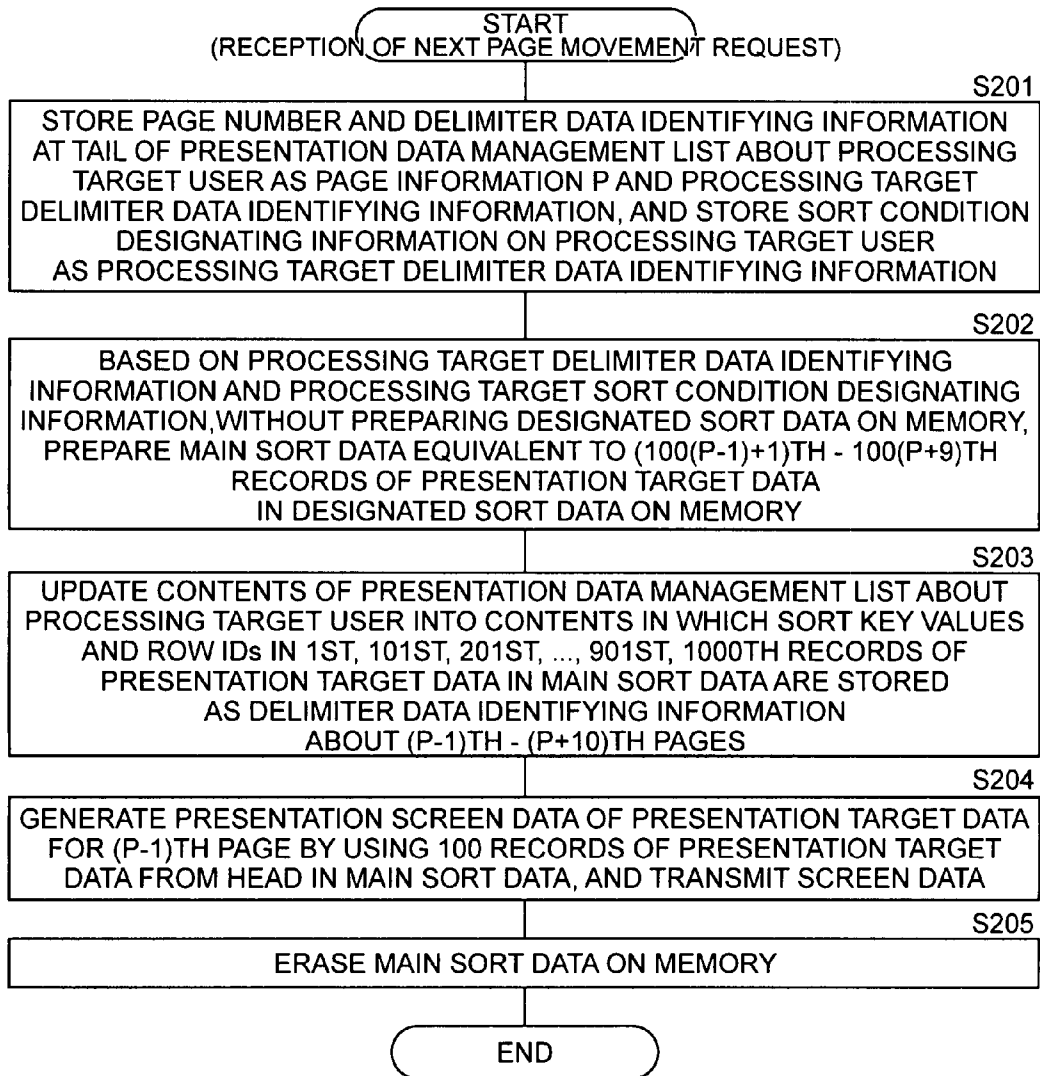 START
(RECEPTION OF NEXT PAGE MOVEMENT REQUEST)
S201
STORE PAGE NUMBER AND DELIMITER DATA IDENTIFYING INFORMATION
AT TAIL OF PRESENTATION DATA MANAGEMENT LIST ABOUT PROCESSING
TARGET USER AS PAGE INFORMATION P AND PROCESSING TARGET
DELIMITER DATA IDENTIFYING INFORMATION, AND STORE SORT CONDITION
DESIGNATING INFORMATION ON PROCESSING TARGET USER
AS PROCESSING TARGET DELIMITER DATA IDENTIFYING INFORMATION
S202
BASED ON PROCESSING TARGET DELIMITER DATA IDENTIFYING
INFORMATION AND PROCESSING TARGET SORT CONDITION DESIGNATING
INFORMATION, WITHOUT PREPARING DESIGNATED SORT DATA ON MEMORY,
PREPARE MAIN SORT DATA EQUIVALENT TO (100(P-1)+1)TH - 100(P+9)TH
RECORDS OF PRESENTATION TARGET DATA
IN DESIGNATED SORT DATA ON MEMORY
S203
UPDATE CONTENTS OF PRESENTATION DATA MANAGEMENT LIST ABOUT
PROCESSING TARGET USER INTO CONTENTS IN WHICH SORT KEY VALUES
AND ROW IDs IN 1ST, 101ST, 201ST, ..., 901ST, 1000TH RECORDS OF
PRESENTATION TARGET DATA IN MAIN SORT DATA ARE STORED
AS DELIMITER DATA IDENTIFYING INFORMATION
ABOUT (P-1)TH - (P+10)TH PAGES
S204
GENERATE PRESENTATION SCREEN DATA OF PRESENTATION TARGET DATA
FOR (P-1)TH PAGE BY USING 100 RECORDS OF PRESENTATION TARGET
DATA FROM HEAD IN MAIN SORT DATA, AND TRANSMIT SCREEN DATA
S205
ERASE MAIN SORT DATA ON MEMORY
END